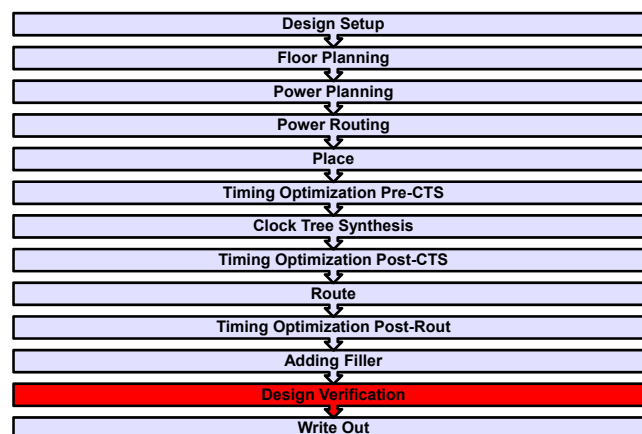 Design Setup
Floor Planning
Power Planning
Power Routing
Place
Timing Optimization Pre-CTS
Clock Tree Synthesis
Timing Optimization Post-CTS
Route
Timing Optimization Post-Rout
Adding Filler
Design Verification
Write Out